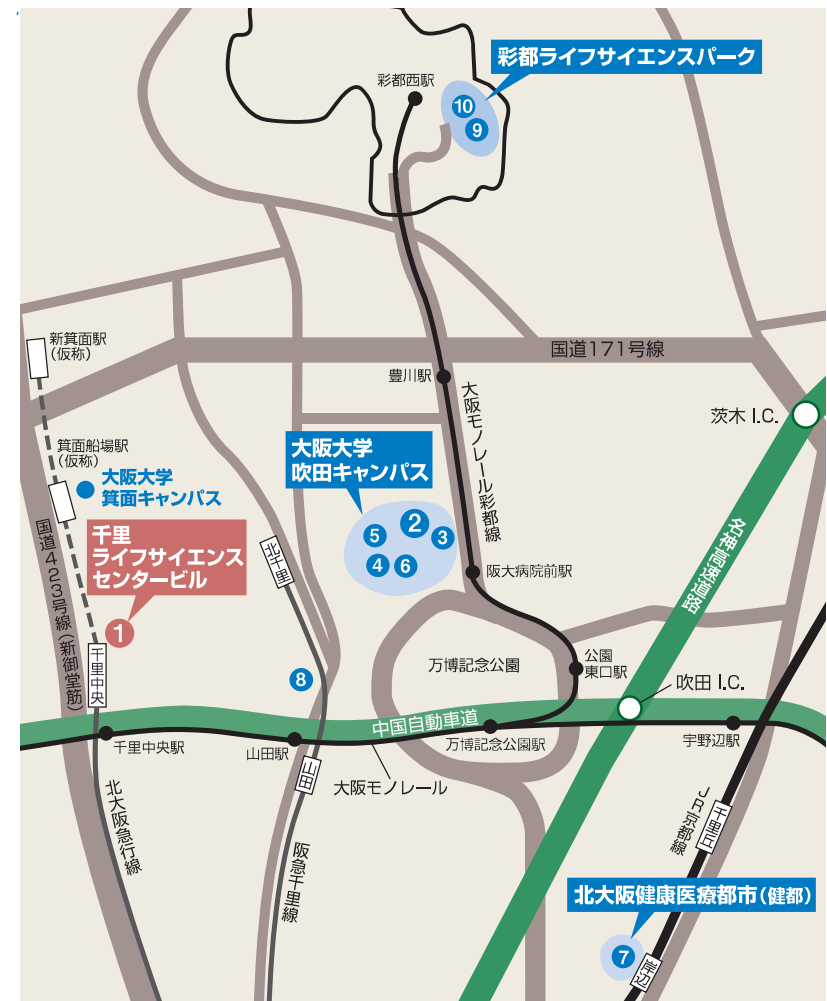 彩都ライフサイエンスパーク
彩都西駅
10
9
新箕面駅
(仮称)
国道171号線
豊川駅
大阪モノレール彩都線
茨木 I.C.
箕面船場駅
(仮称)
大阪大学
箕面キャンパス
大阪大学
吹田キャンパス
2
5
3
4
6
名神高速道路
国道423号線(新御堂筋)
千里
ライフサイエンス
センタービル
1
北千里
阪大病院前駅
千里中央
8
万博記念公園
公園
東口駅
吹田 I.C.
中国自動車道
千里中央駅
山田駅
万博記念公園駅
宇野辺駅
山田
大阪モノレール
北大阪急行線
阪急千里線
JR京都線
千里丘
北大阪健康医療都市(健都)
7
岸辺